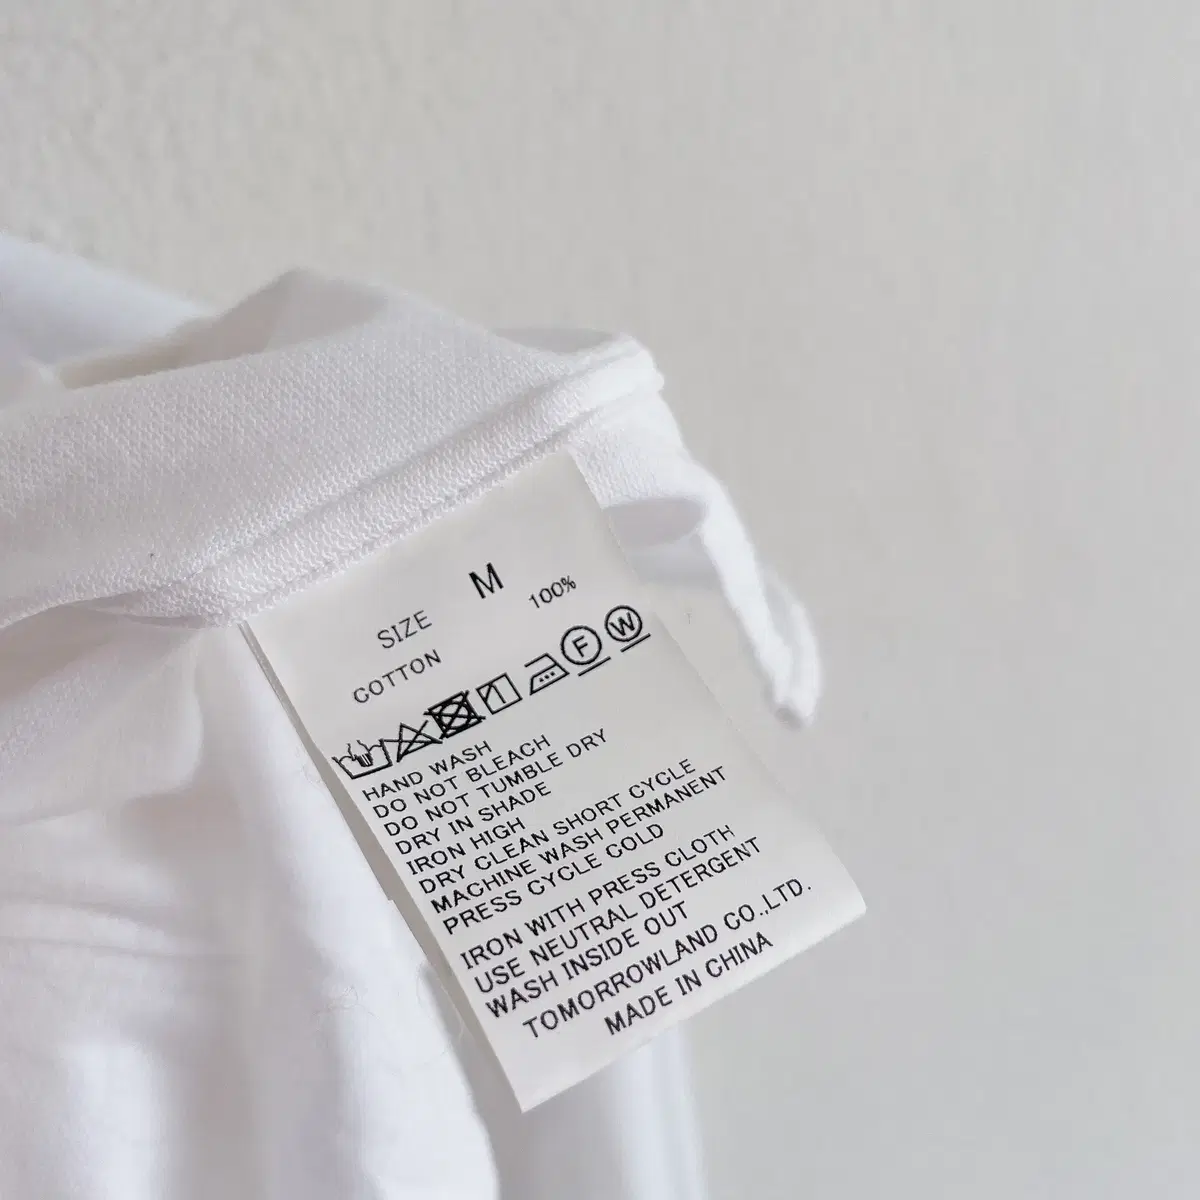 SIZE M
COTTON 100%
F W
HAND WASH
DO NOT BLEACH
DO NOT TUMBLE DRY
DRY IN SHADE
IRON HIGH
DRY CLEAN SHORT CYCLE
MACHINE WASH PERMANENT
PRESS CYCLE COLD
IRON WITH PRESS CLOTH
USE NEUTRAL DETERGENT
WASH INSIDE OUT
TOMORROWLAND CO.,LTD.
MADE IN CHINA